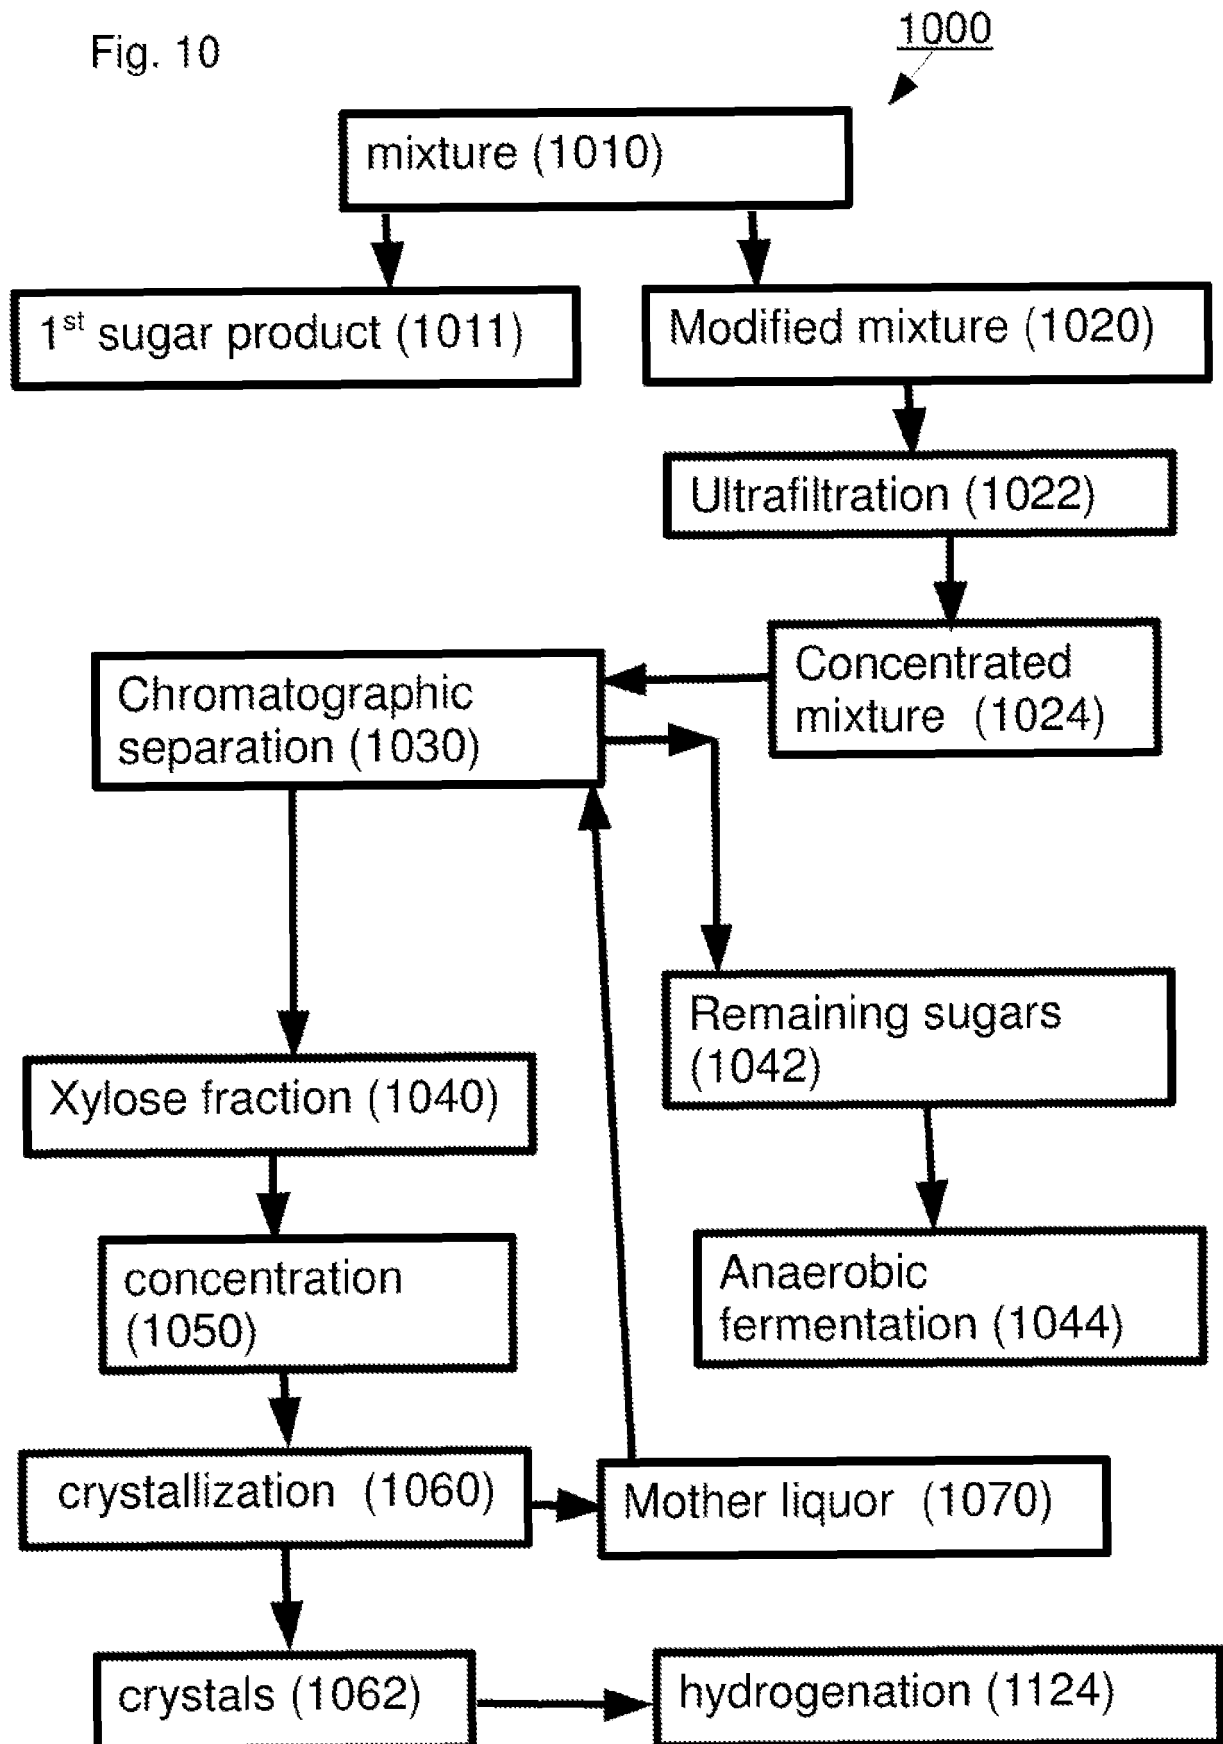 Fig. 10
1000
mixture (1010)
1st sugar product (1011)
Modified mixture (1020)
Ultrafiltration (1022)
Concentrated
mixture (1024)
Chromatographic
separation (1030)
Remaining sugars
(1042)
Xylose fraction (1040)
concentration
(1050)
Anaerobic
fermentation (1044)
crystallization (1060)
Mother liquor (1070)
crystals (1062)
hydrogenation (1124)